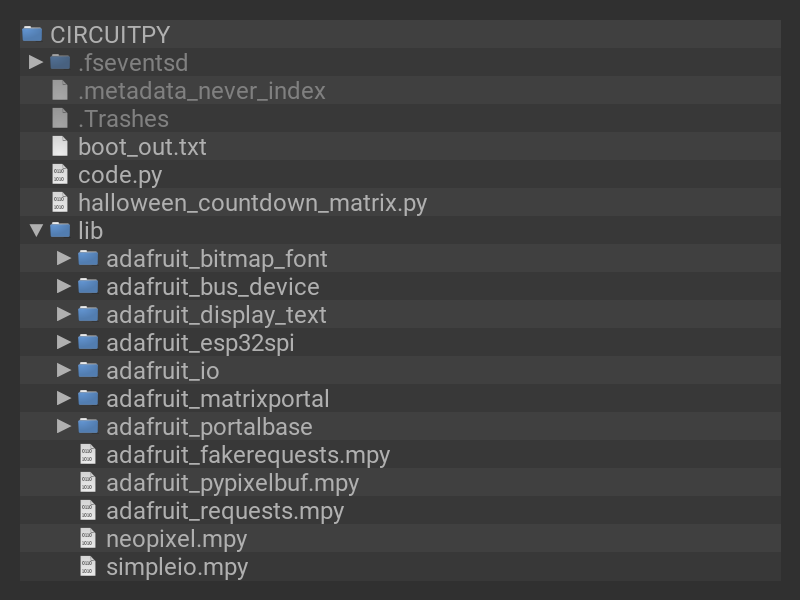 CIRCUITPY
.fseventsd
.metadata_never_index
.Trashes
boot_out.txt
code.py
halloween_countdown_matrix.py
lib
adafruit_bitmap_font
adafruit_bus_device
adafruit_display_text
adafruit_esp32spi
adafruit_io
adafruit_matrixportal
adafruit_portalbase
adafruit_fakerequests.mpy
adafruit_pypixelbuf.mpy
adafruit_requests.mpy
neopixel.mpy
simpleio.mpy